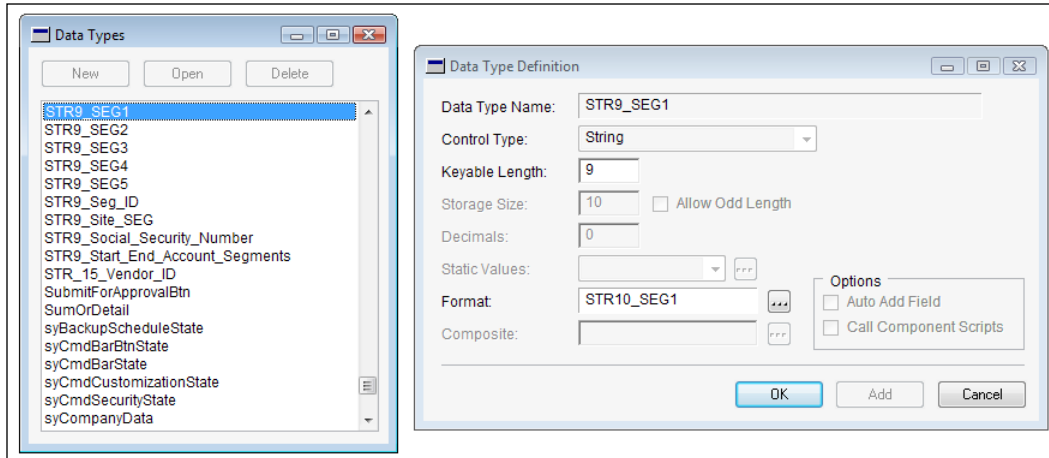 Data Types
New Open Delete
STR9_SEG1
STR9_SEG2
STR9_SEG3
STR9_SEG4
STR9_SEG5
STR9_Seg_ID
STR9_Site_SEG
STR9_Social_Security_Number
STR9_Start_End_Account_Segments
STR_15_Vendor_ID
SubmitForApprovalBtn
SumOrDetail
syBackupScheduleState
syCmdBarBtnState
syCmdBarState
syCmdCustomizationState
syCmdSecurityState
syCompanyData
Data Type Definition
Data Type Name: STR9_SEG1
Control Type: String
Keyable Length: 9
Storage Size: 10 Allow Odd Length
Decimals: 0
Static Values:
Format: STR10_SEG1
Composite:
Options
Auto Add Field
Call Component Scripts
OK Add Cancel